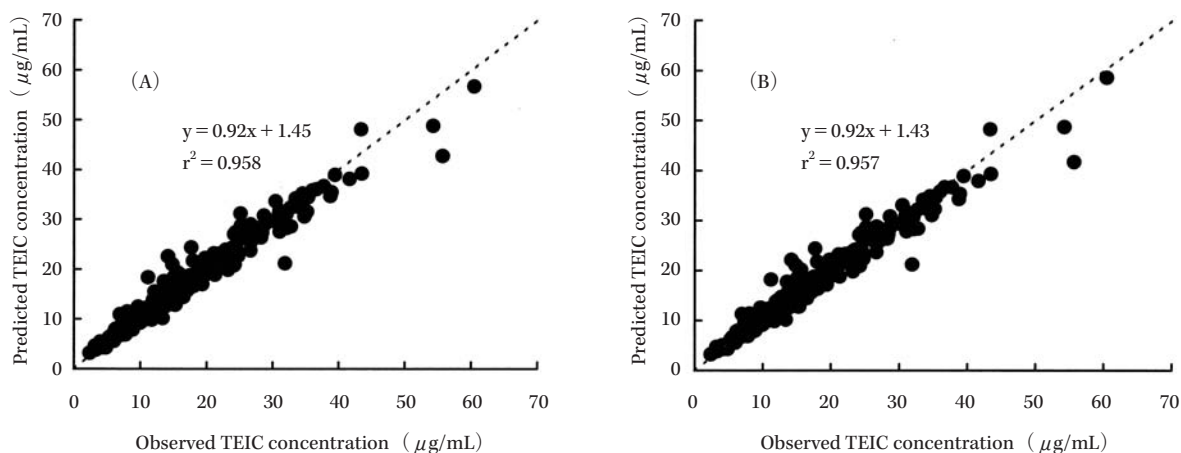 Predicted TEIC concentration ( μg/mL)
70
60
50
40
30
20
10
0
(A)
y = 0.92x + 1.45
r² = 0.958
0 10 20 30 40 50 60 70
Observed TEIC concentration ( μg/mL)
Predicted TEIC concentration ( μg/mL)
70
60
50
40
30
20
10
0
(B)
y = 0.92x + 1.43
r² = 0.957
0 10 20 30 40 50 60 70
Observed TEIC concentration ( μg/mL)